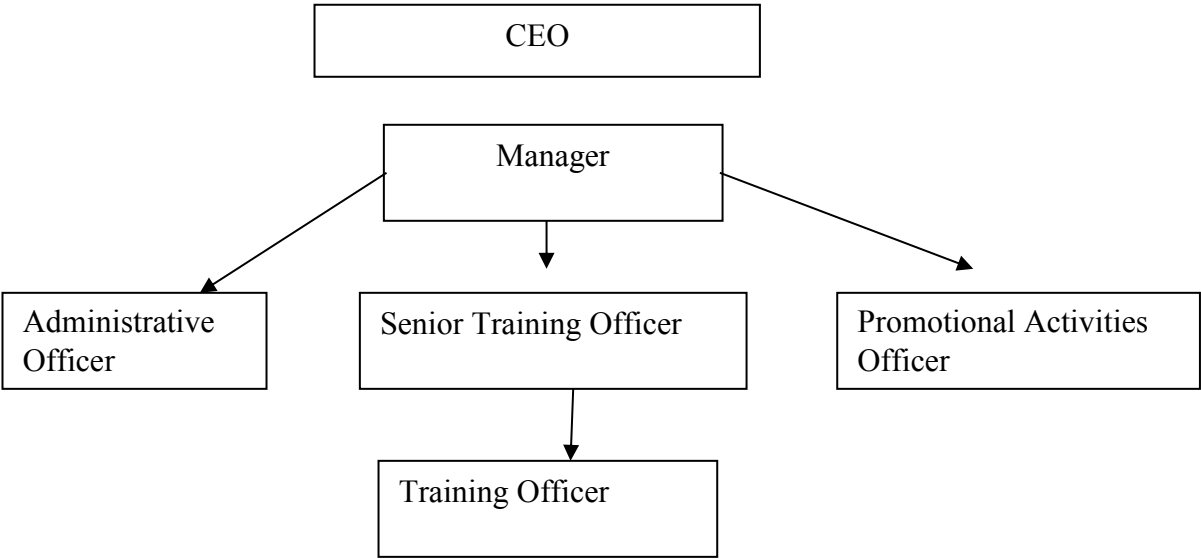 CEO
Manager
Administrative
Officer
Senior Training Officer
Promotional Activities
Officer
Training Officer